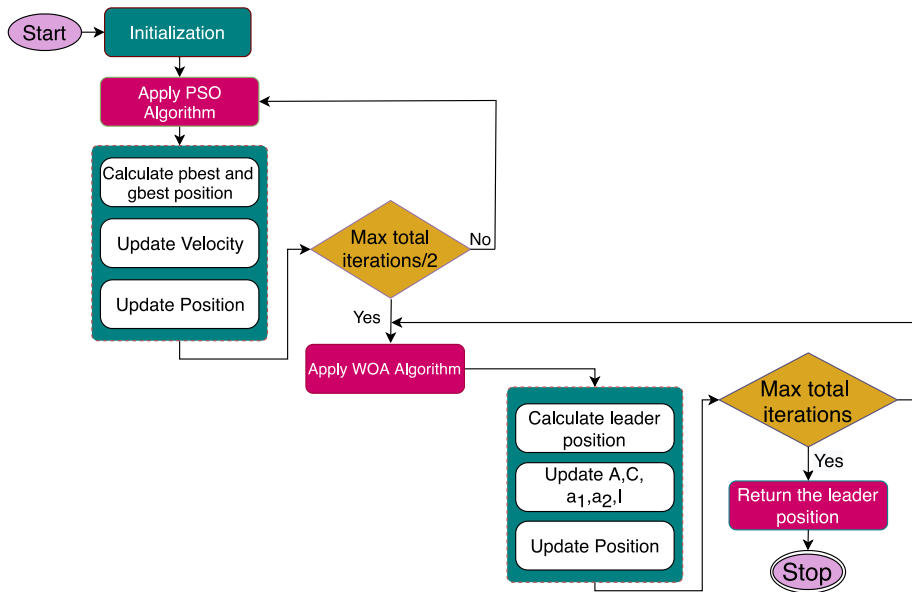 Start
Initialization
Apply PSO
Algorithm
Calculate pbest and
gbest position
Update Velocity
Update Position
Max total
iterations/2
No
Yes
Apply WOA Algorithm
Calculate leader
position
Update A,C,
a1,a2,l
Update Position
Max total
iterations
Yes
Return the leader
position
Stop